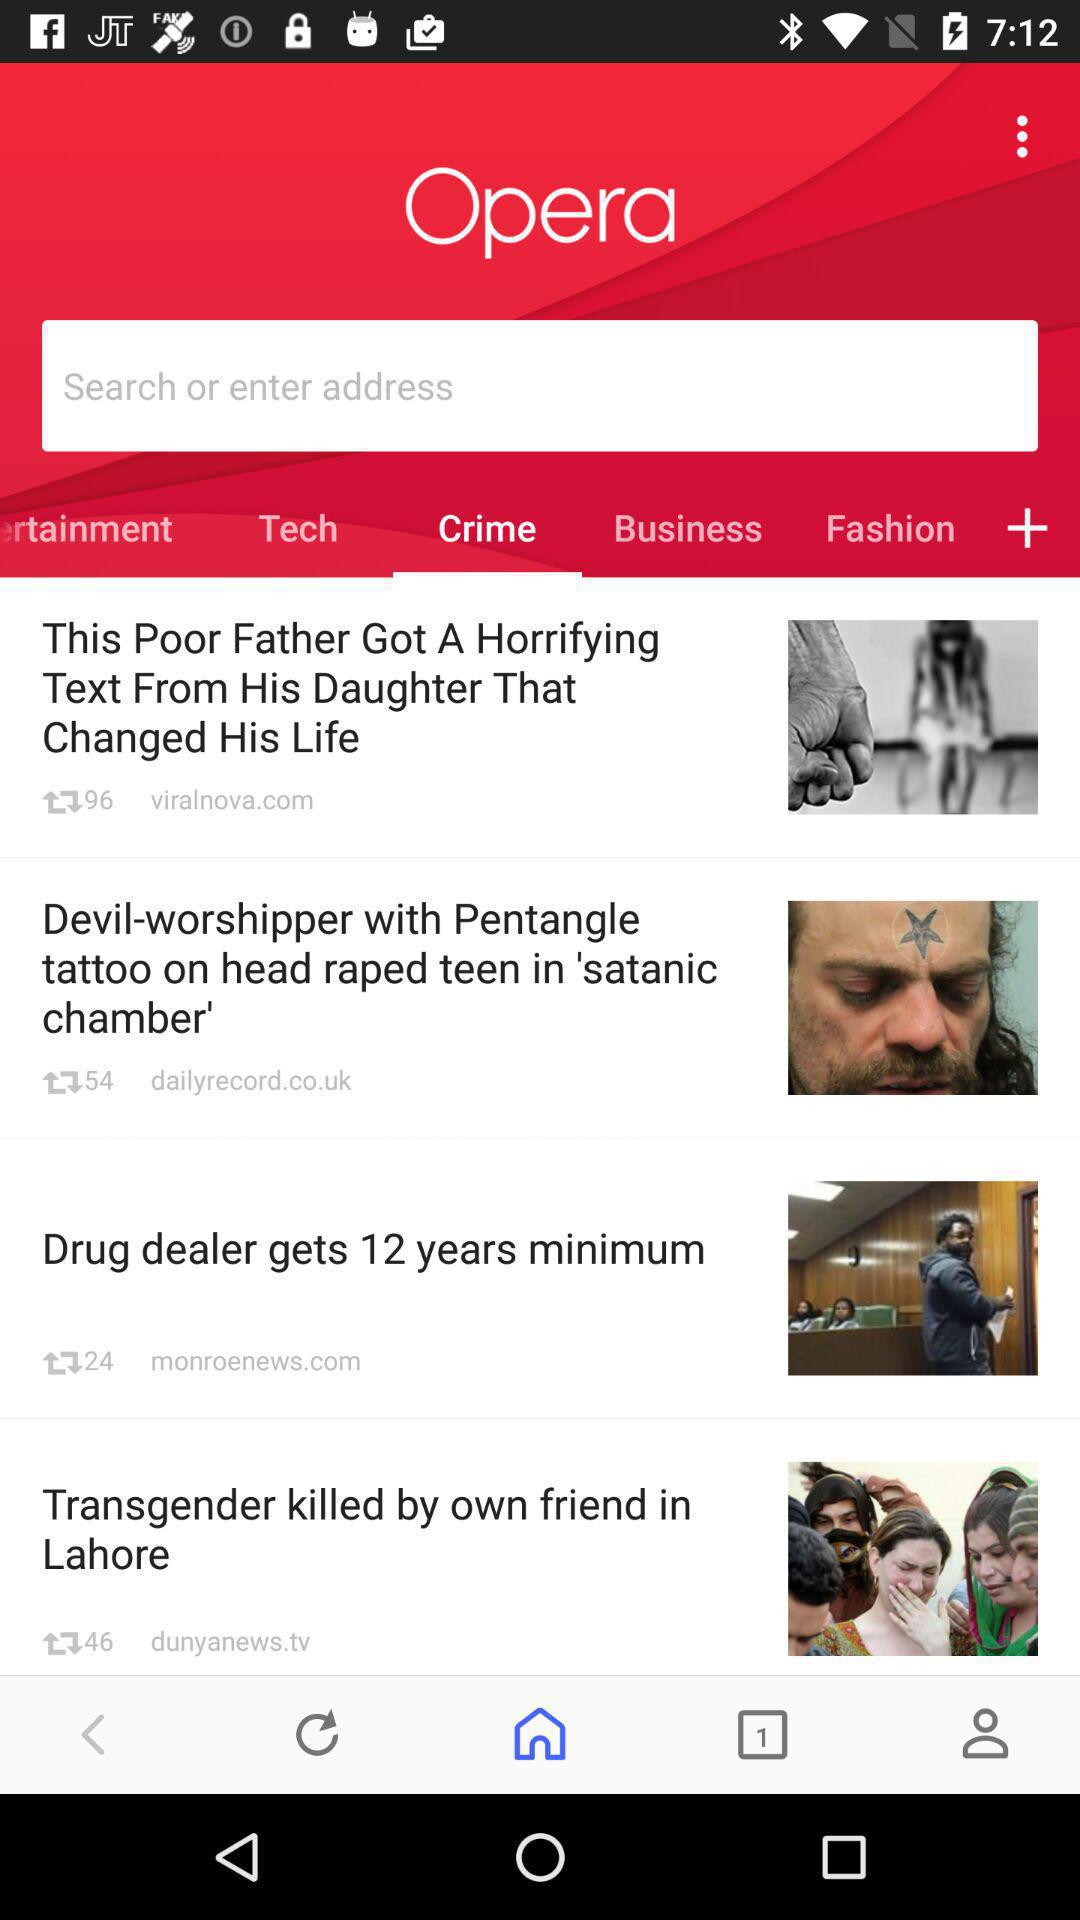 JT FAK 7:12
Opera
Search or enter address
ertainment Tech Crime Business Fashion +
This Poor Father Got A Horrifying
Text From His Daughter That
Changed His Life
96 viralnova.com
Devil-worshipper with Pentangle
tattoo on head raped teen in 'satanic
chamber'
54 dailyrecord.co.uk
Drug dealer gets 12 years minimum
24 monroenews.com
Transgender killed by own friend in
Lahore
46 dunyanews.tv
1